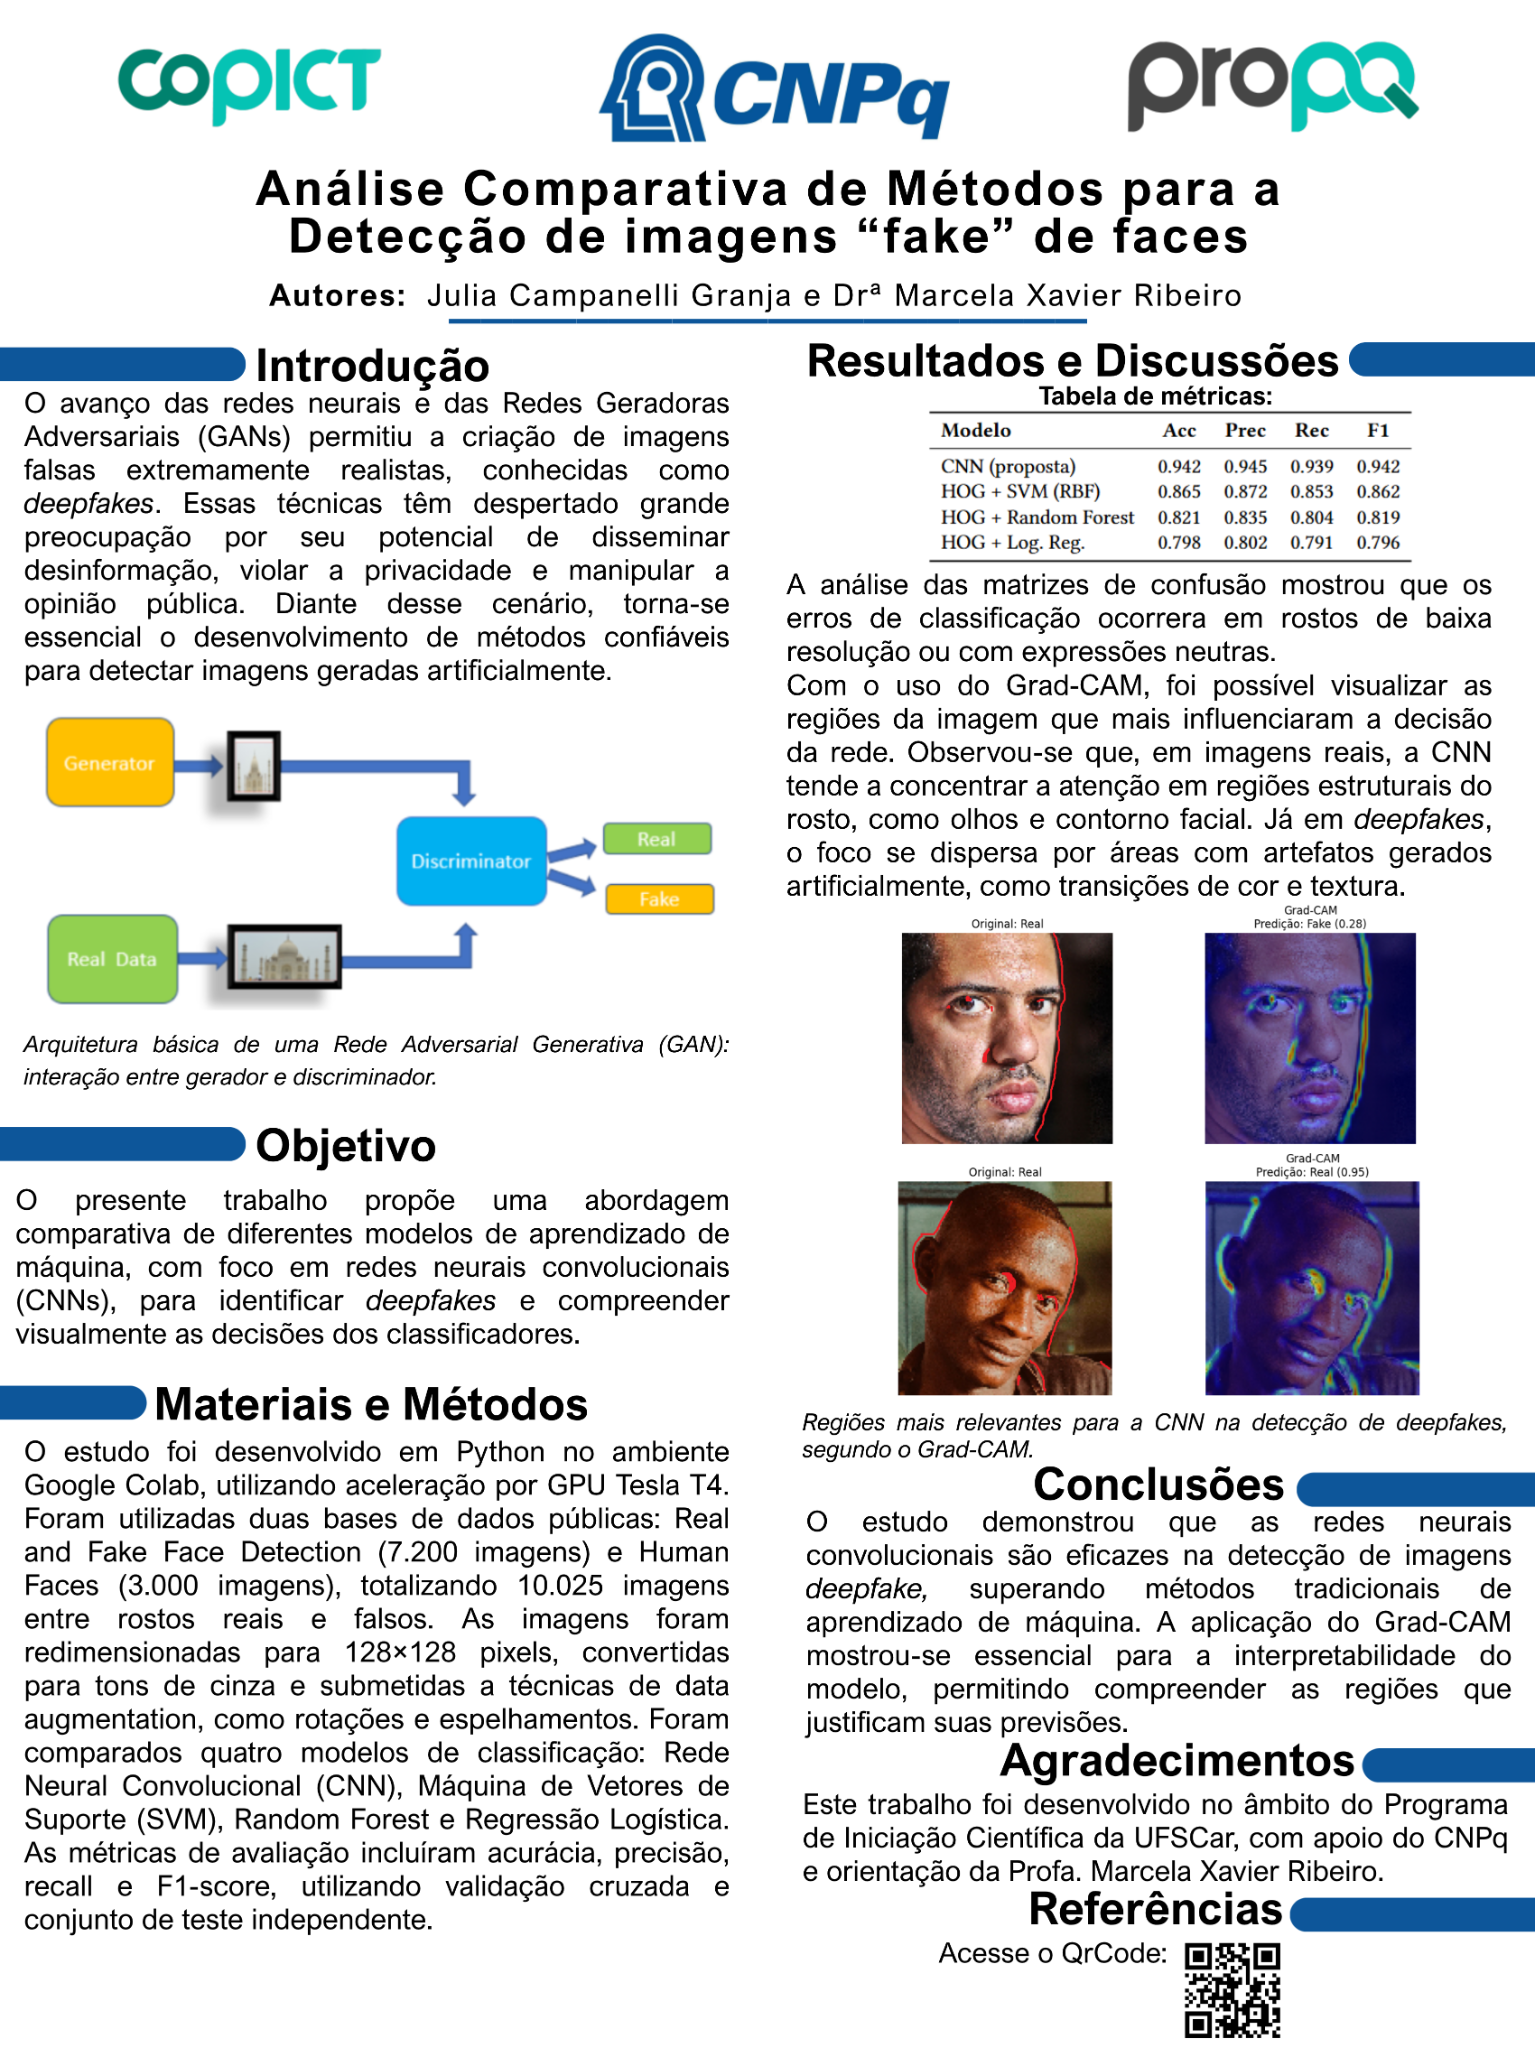 copICT
CNPq
propq
Análise Comparativa de Métodos para a
Detecção de imagens “fake” de faces
Autores: Julia Campanelli Granja e Drª Marcela Xavier Ribeiro
Introdução
O avanço das redes neurais e das Redes Geradoras
Adversariais (GANs) permitiu a criação de imagens
falsas extremamente realistas, conhecidas como
deepfakes. Essas técnicas têm despertado grande
preocupação por seu potencial de disseminar
desinformação, violar a privacidade e manipular a
opinião pública. Diante desse cenário, torna-se
essencial o desenvolvimento de métodos confiáveis
para detectar imagens geradas artificialmente.
Generator
Discriminator
Real
Fake
Real Data
Arquitetura básica de uma Rede Adversarial Generativa (GAN):
interação entre gerador e discriminador.
Objetivo
O presente trabalho propõe uma abordagem
comparativa de diferentes modelos de aprendizado de
máquina, com foco em redes neurais convolucionais
(CNNs), para identificar deepfakes e compreender
visualmente as decisões dos classificadores.
Materiais e Métodos
O estudo foi desenvolvido em Python no ambiente
Google Colab, utilizando aceleração por GPU Tesla T4.
Foram utilizadas duas bases de dados públicas: Real
and Fake Face Detection (7.200 imagens) e Human
Faces (3.000 imagens), totalizando 10.025 imagens
entre rostos reais e falsos. As imagens foram
redimensionadas para 128×128 pixels, convertidas
para tons de cinza e submetidas a técnicas de data
augmentation, como rotações e espelhamentos. Foram
comparados quatro modelos de classificação: Rede
Neural Convolucional (CNN), Máquina de Vetores de
Suporte (SVM), Random Forest e Regressão Logística.
As métricas de avaliação incluíram acurácia, precisão,
recall e F1-score, utilizando validação cruzada e
conjunto de teste independente.
Resultados e Discussões
Tabela de métricas:
Modelo Acc Prec Rec F1
CNN (proposta) 0.942 0.945 0.939 0.942
HOG + SVM (RBF) 0.865 0.872 0.853 0.862
HOG + Random Forest 0.821 0.835 0.804 0.819
HOG + Log. Reg. 0.798 0.802 0.791 0.796
A análise das matrizes de confusão mostrou que os
erros de classificação ocorrera em rostos de baixa
resolução ou com expressões neutras.
Com o uso do Grad-CAM, foi possível visualizar as
regiões da imagem que mais influenciaram a decisão
da rede. Observou-se que, em imagens reais, a CNN
tende a concentrar a atenção em regiões estruturais do
rosto, como olhos e contorno facial. Já em deepfakes,
o foco se dispersa por áreas com artefatos gerados
artificialmente, como transições de cor e textura.
Original: Real
Grad-CAM
Predição: Fake (0.28)
Original: Real
Grad-CAM
Predição: Real (0.95)
Regiões mais relevantes para a CNN na detecção de deepfakes,
segundo o Grad-CAM.
Conclusões
O estudo demonstrou que as redes neurais
convolucionais são eficazes na detecção de imagens
deepfake, superando métodos tradicionais de
aprendizado de máquina. A aplicação do Grad-CAM
mostrou-se essencial para a interpretabilidade do
modelo, permitindo compreender as regiões que
justificam suas previsões.
Agradecimentos
Este trabalho foi desenvolvido no âmbito do Programa
de Iniciação Científica da UFSCar, com apoio do CNPq
e orientação da Profa. Marcela Xavier Ribeiro.
Referências
Acesse o QrCode: